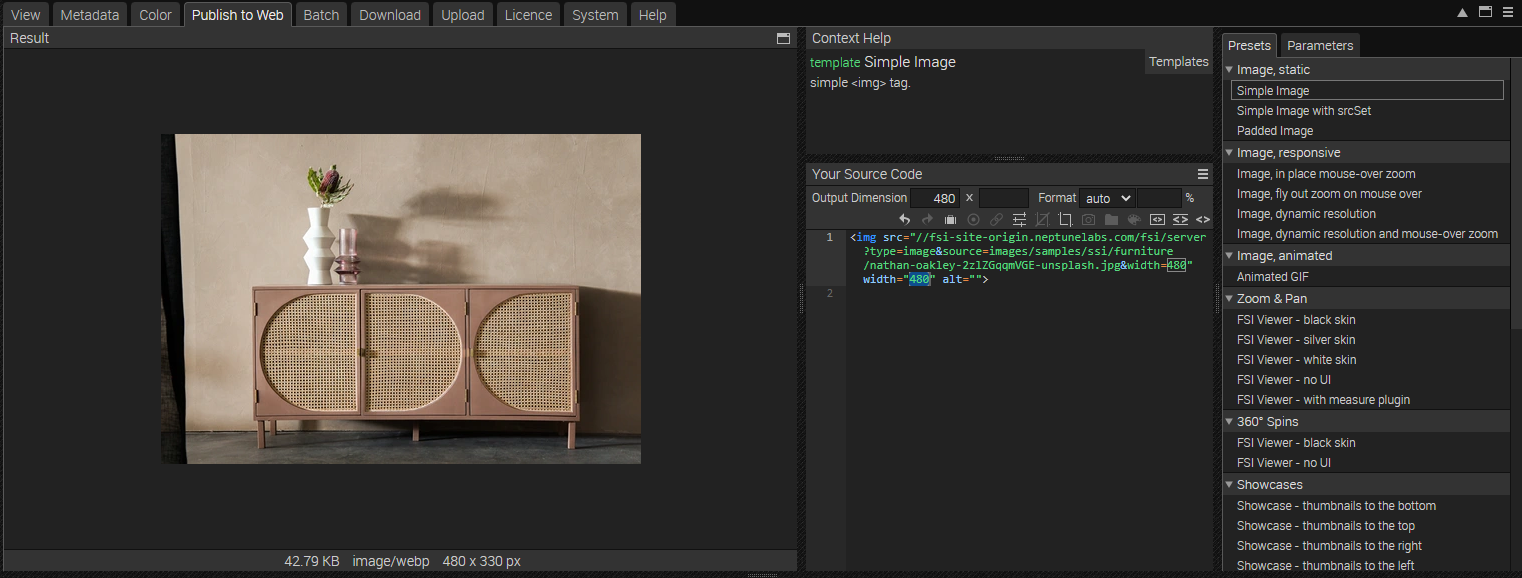 View Metadata Color Publish to Web Batch Download Upload Licence System Help
Result
42.79 KB image/webp 480 x 330 px
Context Help
template Simple Image
Templates
simple <img> tag.
Your Source Code
Output Dimension 480 x Format auto %
1 <img src="//fsi-site-origin.neptunelabs.com/fsi/server
?type=image&source=images/samples/ssi/furniture
/nathan-oakley-2zlZGqqmVGE-unsplash.jpg&width=480"
width="480" alt="">
2
Presets Parameters
Image, static
Simple Image
Simple Image with srcSet
Padded Image
Image, responsive
Image, in place mouse-over zoom
Image, fly out zoom on mouse over
Image, dynamic resolution
Image, dynamic resolution and mouse-over zoom
Image, animated
Animated GIF
Zoom & Pan
FSI Viewer - black skin
FSI Viewer - silver skin
FSI Viewer - white skin
FSI Viewer - no UI
FSI Viewer - with measure plugin
360° Spins
FSI Viewer - black skin
FSI Viewer - no UI
Showcases
Showcase - thumbnails to the bottom
Showcase - thumbnails to the top
Showcase - thumbnails to the right
Showcase - thumbnails to the left